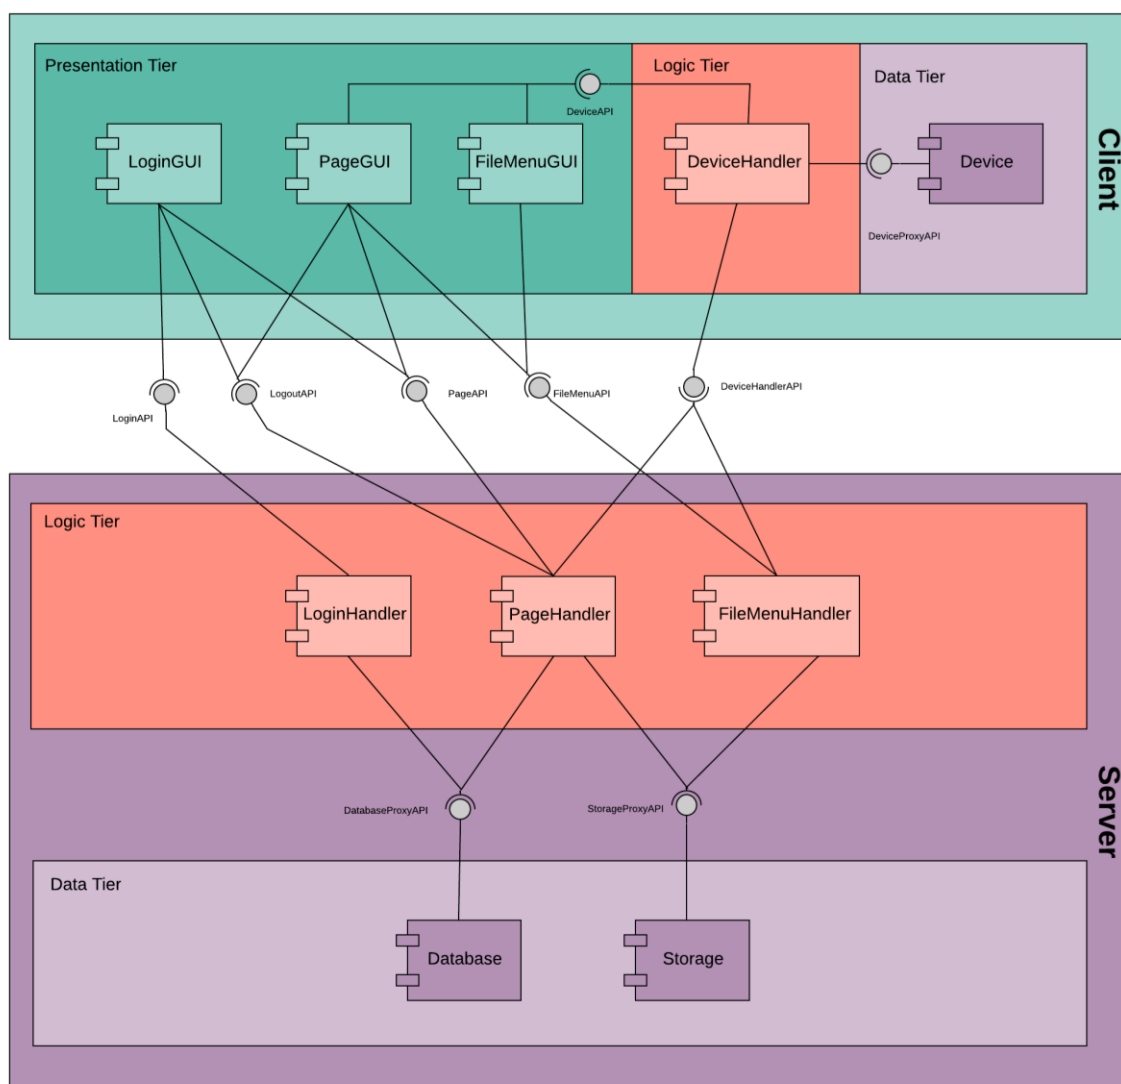 Presentation Tier
Logic Tier
Data Tier
DeviceAPI
LoginGUI
PageGUI
FileMenuGUI
DeviceHandler
Device
Client
DeviceProxyAPI
LoginAPI
LogoutAPI
PageAPI
FileMenuAPI
DeviceHandlerAPI
Logic Tier
LoginHandler
PageHandler
FileMenuHandler
Server
DatabaseProxyAPI
StorageProxyAPI
Data Tier
Database
Storage